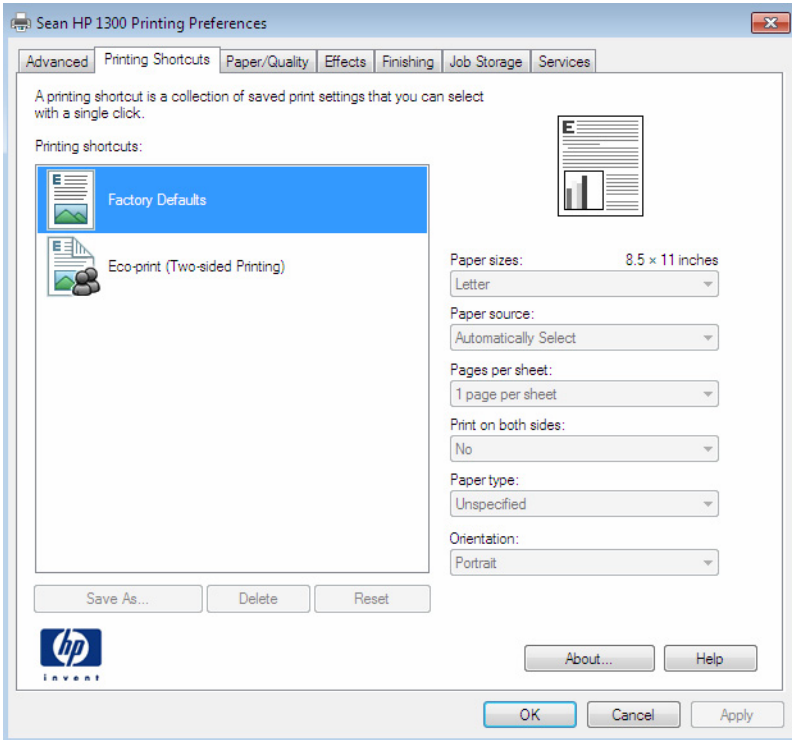 Sean HP 1300 Printing Preferences
Advanced Printing Shortcuts Paper/Quality Effects Finishing Job Storage Services
A printing shortcut is a collection of saved print settings that you can select
with a single click.
Printing shortcuts:
E
Factory Defaults
E
Eco-print (Two-sided Printing)
E
Paper sizes: 8.5 × 11 inches
Letter
Paper source:
Automatically Select
Pages per sheet:
1 page per sheet
Print on both sides:
No
Paper type:
Unspecified
Orientation:
Portrait
Save As... Delete Reset
hp
invent
About... Help
OK Cancel Apply